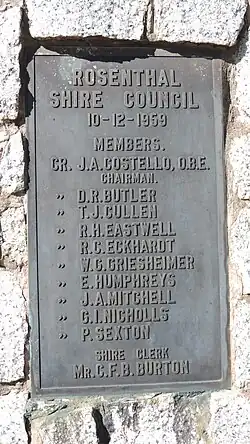 ROSENTHAL
SHIRE COUNCIL
10-12-1959
MEMBERS.
CR. J.A.COSTELLO, O.B.E.
CHAIRMAN.
" D.R.BUTLER
" T.J.CULLEN
" R.H.EASTWELL
" R.C.ECKHARDT
" W.G.GRIESHEIMER
" E.HUMPHREYS
" J.A.MITCHELL
" C.I.NICHOLLS
" P.SEXTON
SHIRE CLERK
MR. C.F.B. BURTON